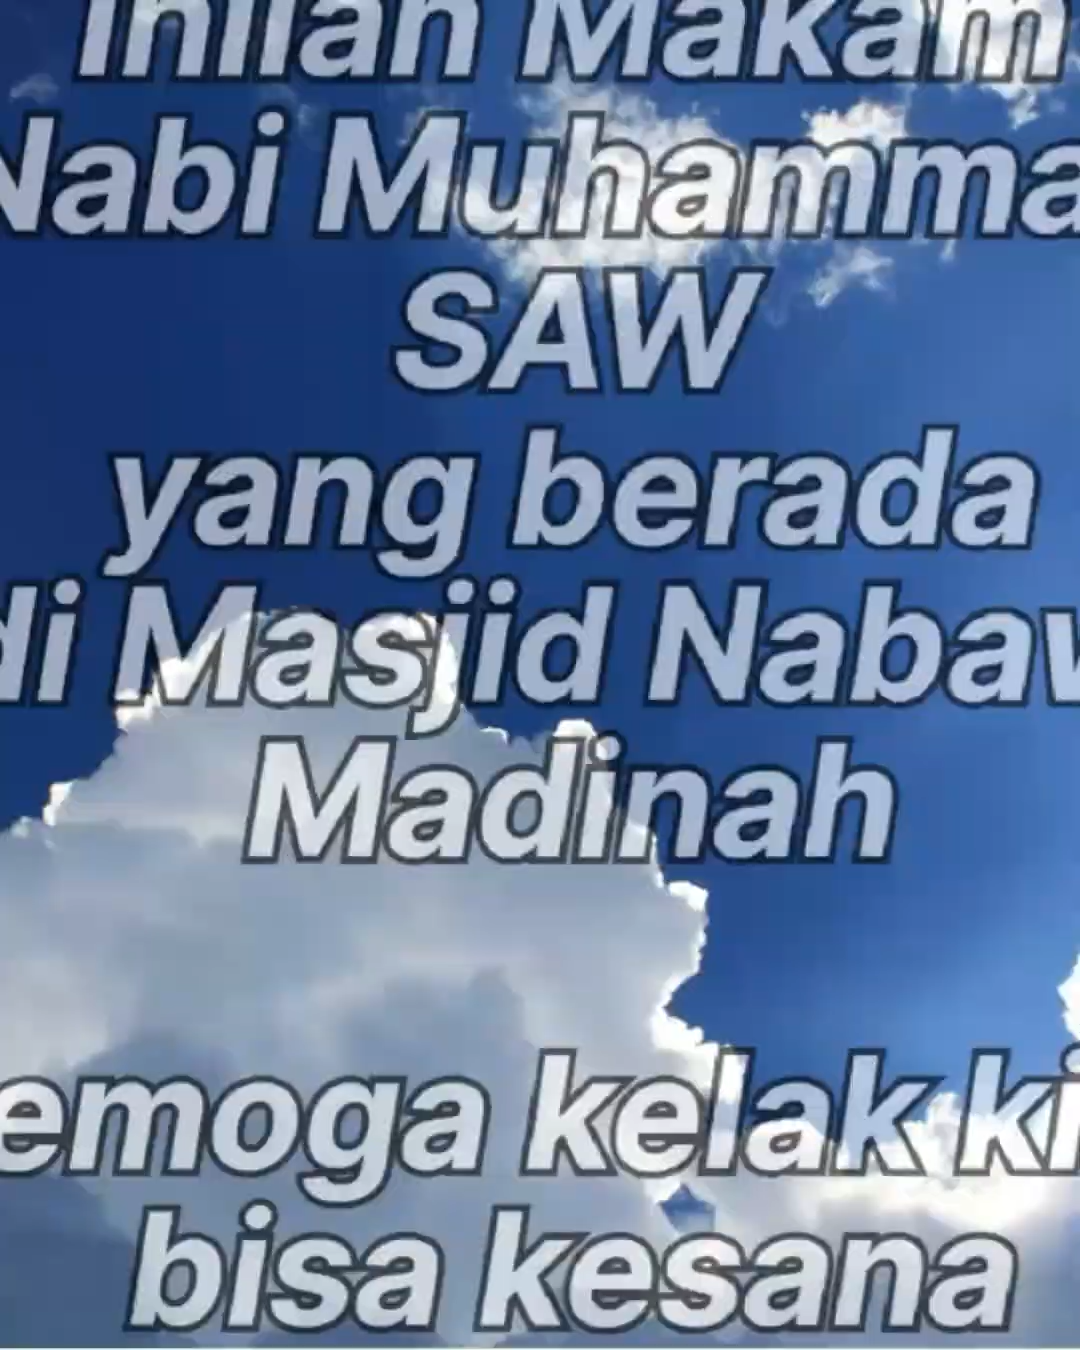 Inilah Makam
Nabi Muhamma
SAW
yang berada
di Masjid Nabaw
Madinah
emoga kelak ki
bisa kesana